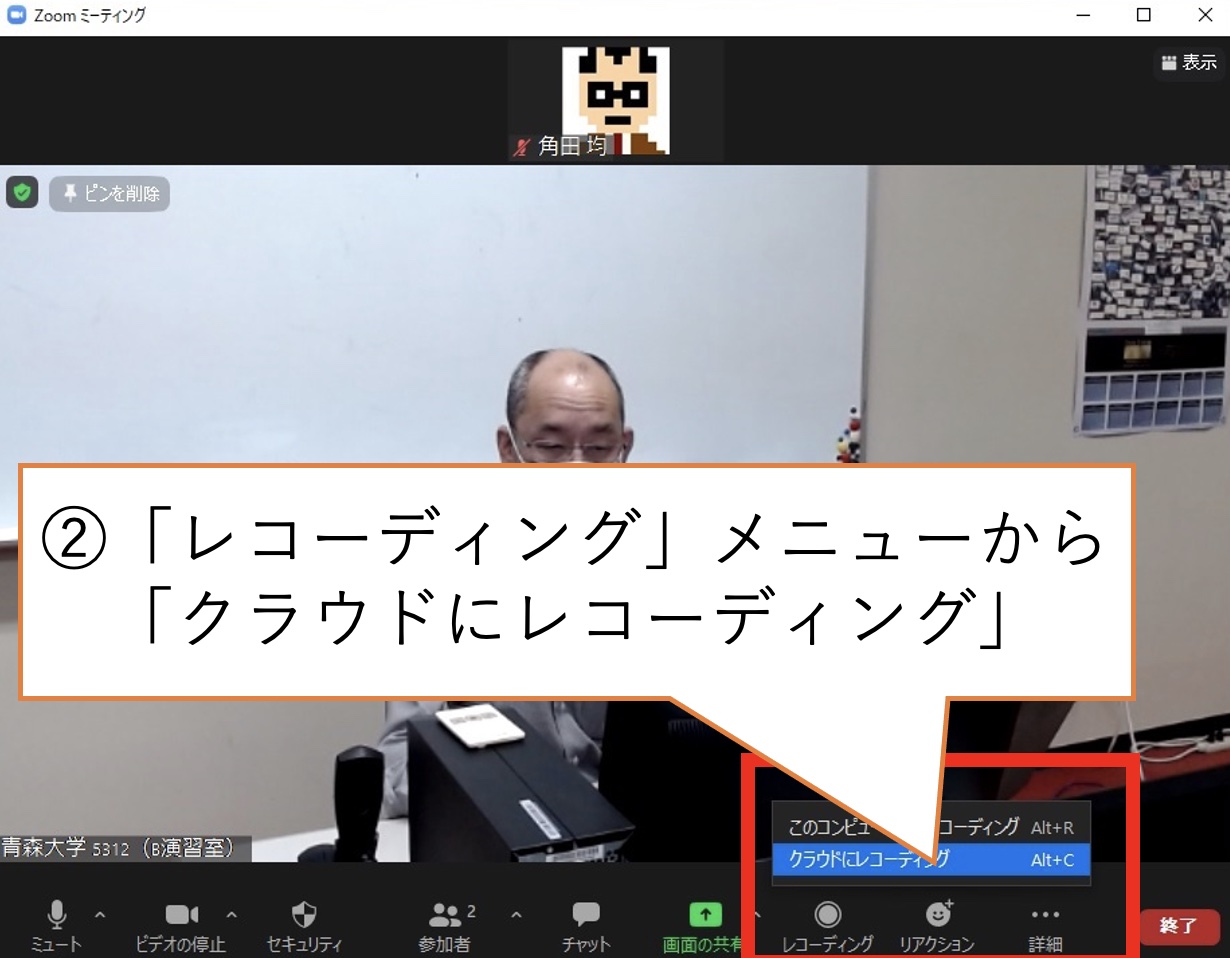 Zoom ミーティング
表示
角田 均
ピンを削除
②「レコーディング」メニューから
「クラウドにレコーディング」
青森大学 5312（B演習室）
このコンピュ
コーディング Alt+R
クラウドにレコーディング Alt+C
2
ミュート
ビデオの停止
セキュリティ
参加者
チャット
画面の共有
レコーディング
リアクション
詳細
終了